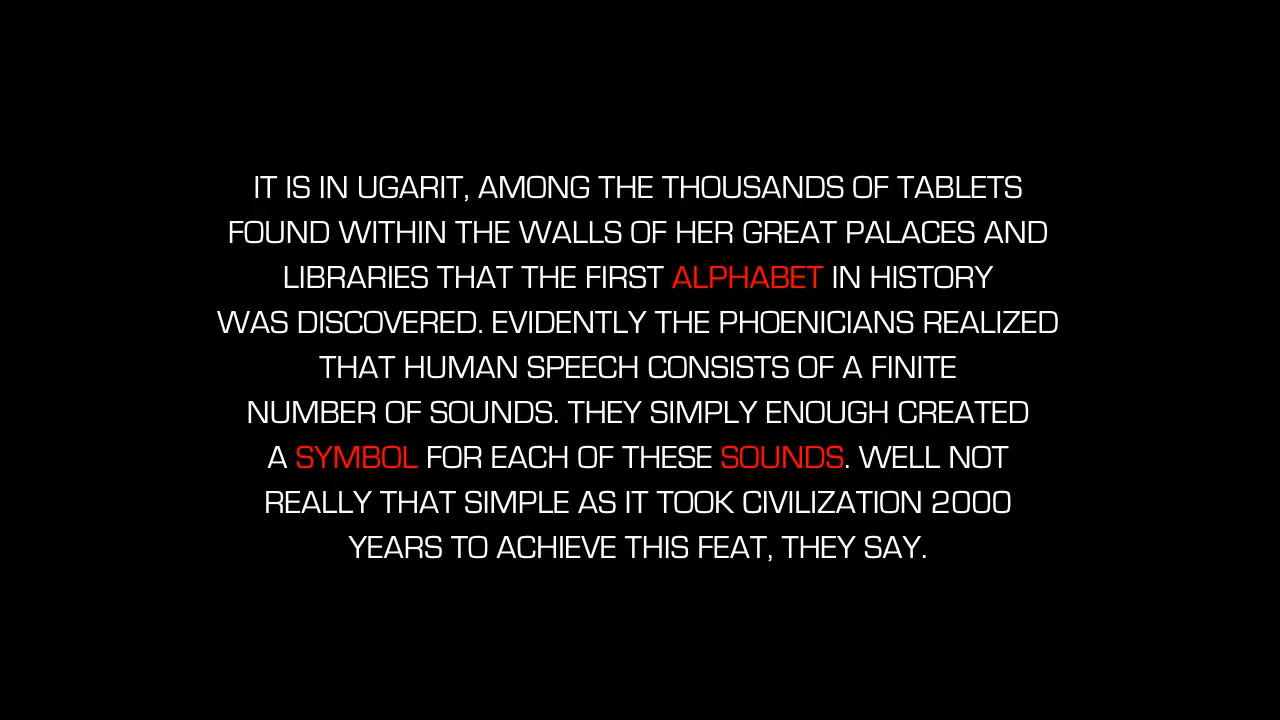 IT IS IN UGARIT, AMONG THE THOUSANDS OF TABLETS
FOUND WITHIN THE WALLS OF HER GREAT PALACES AND
LIBRARIES THAT THE FIRST ALPHABET IN HISTORY
WAS DISCOVERED. EVIDENTLY THE PHOENICIANS REALIZED
THAT HUMAN SPEECH CONSISTS OF A FINITE
NUMBER OF SOUNDS. THEY SIMPLY ENOUGH CREATED
A SYMBOL FOR EACH OF THESE SOUNDS. WELL NOT
REALLY THAT SIMPLE AS IT TOOK CIVILIZATION 2000
YEARS TO ACHIEVE THIS FEAT, THEY SAY.